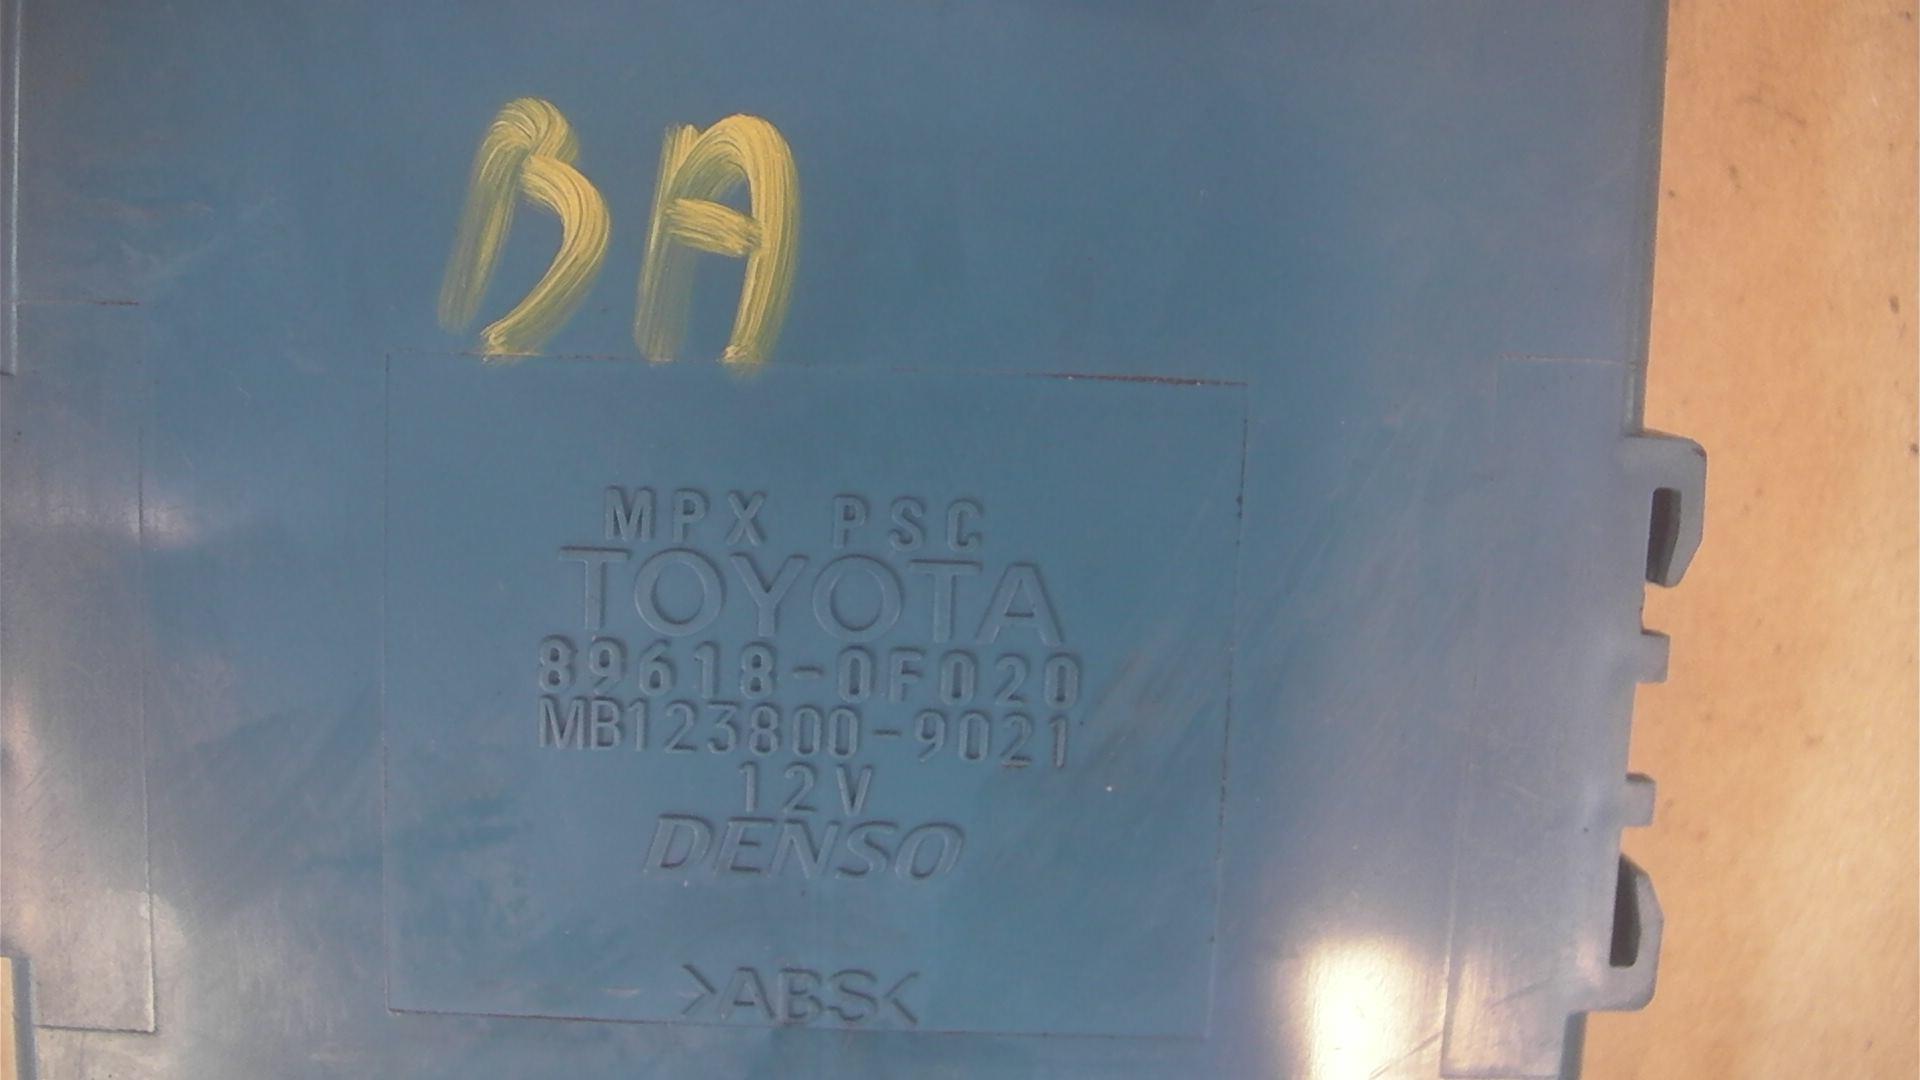 BA
MPX PSC
TOYOTA
89618-0F020
MB123800-9021
12V
DENSO
>ABS<